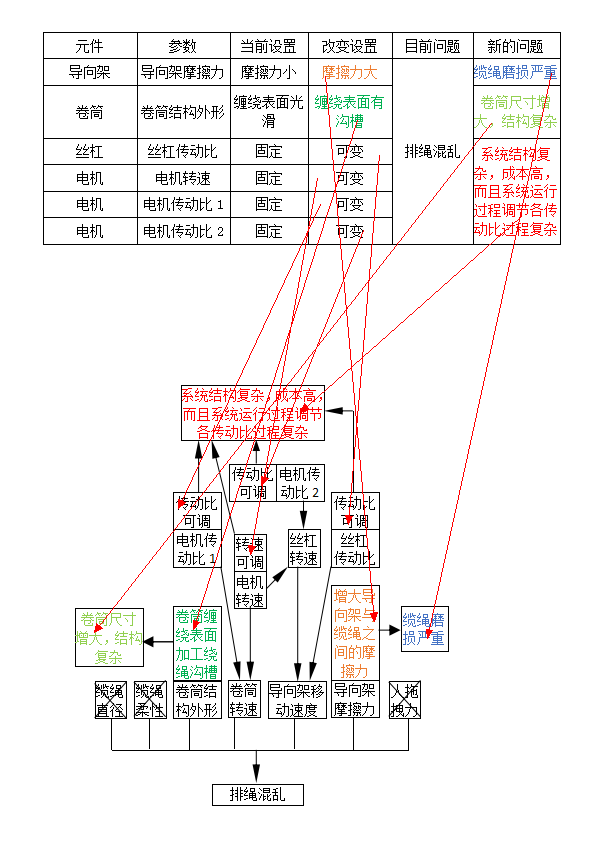 元件 参数 当前设置 改变设置 目前问题 新的问题
导向架 导向架摩擦力 摩擦力小 摩擦力大 缆绳磨损严重
卷筒 卷筒结构外形 缠绕表面光
滑 缠绕表面有
沟槽 卷筒尺寸增
大，结构复杂
丝杠 丝杠传动比 固定 可变 排绳混乱
电机 电机转速 固定 可变
电机 电机传动比 1 固定 可变
电机 电机传动比 2 固定 可变
系统结构复
杂，成本高，
而且系统运行
过程调节各传
动比过程复杂
系统结构复杂，成本高，
而且系统运行过程调节
各传动比过程复杂
传动比
可调
电机传
动比 2
传动比
可调
电机传
动比 1
转速
可调
电机
转速
丝杠
转速
传动比
可调
丝杠
传动比
卷筒尺寸
增大，结构
复杂
卷筒缠
绕表面
加工绕
绳沟槽
增大导
向架与
缆绳之
间的摩
擦力
缆绳磨
损严重
缆绳
直径
缆绳
柔性
卷筒结
构外形
卷筒
转速
导向架移
动速度
导向架
摩擦力
人拖
拽力
排绳混乱